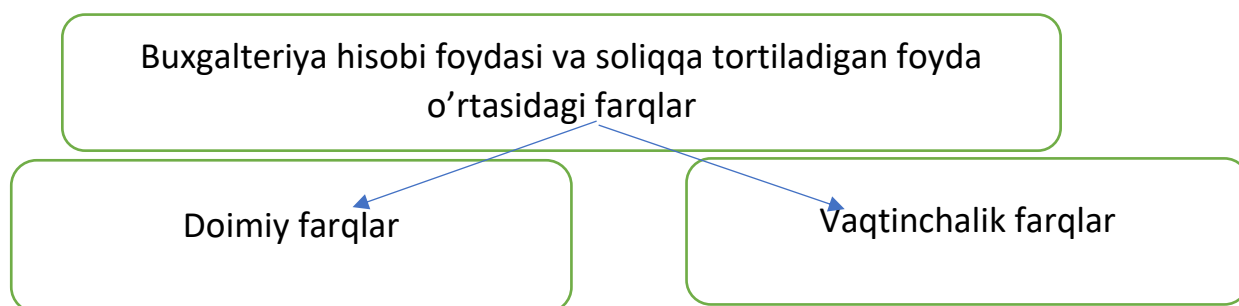 Buxgalteriya hisobi foydasi va soliqqa tortiladigan foyda
o’rtasidagi farqlar
Doimiy farqlar
Vaqtinchalik farqlar